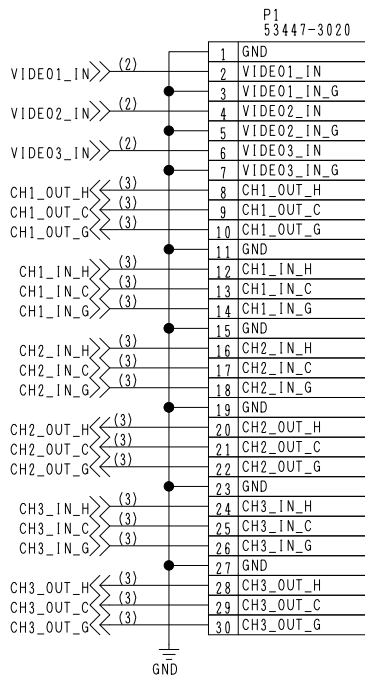 P1
53447-3020
1 GND
VIDEO1_IN (2) 2 VIDEO1_IN
3 VIDEO1_IN_G
VIDEO2_IN (2) 4 VIDEO2_IN
5 VIDEO2_IN_G
VIDEO3_IN (2) 6 VIDEO3_IN
7 VIDEO3_IN_G
CH1_OUT_H (3) 8 CH1_OUT_H
CH1_OUT_C (3) 9 CH1_OUT_C
CH1_OUT_G (3) 10 CH1_OUT_G
11 GND
CH1_IN_H (3) 12 CH1_IN_H
CH1_IN_C (3) 13 CH1_IN_C
CH1_IN_G (3) 14 CH1_IN_G
15 GND
CH2_IN_H (3) 16 CH2_IN_H
CH2_IN_C (3) 17 CH2_IN_C
CH2_IN_G (3) 18 CH2_IN_G
19 GND
CH2_OUT_H (3) 20 CH2_OUT_H
CH2_OUT_C (3) 21 CH2_OUT_C
CH2_OUT_G (3) 22 CH2_OUT_G
23 GND
CH3_IN_H (3) 24 CH3_IN_H
CH3_IN_C (3) 25 CH3_IN_C
CH3_IN_G (3) 26 CH3_IN_G
27 GND
CH3_OUT_H (3) 28 CH3_OUT_H
CH3_OUT_C (3) 29 CH3_OUT_C
CH3_OUT_G (3) 30 CH3_OUT_G
GND